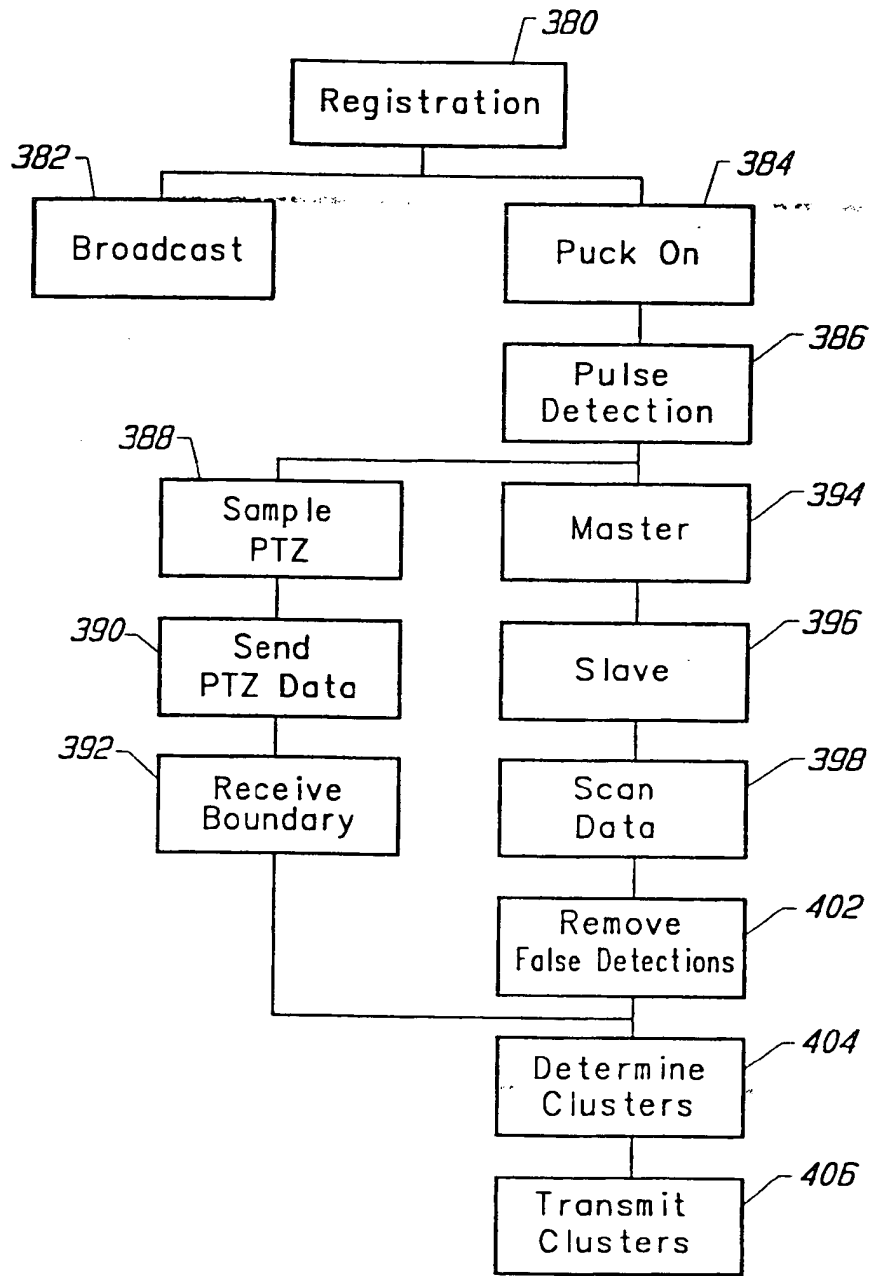 380
Registration
382
384
Broadcast
Puck On
386
Pulse
Detection
388
394
Sample
PTZ
Master
390
396
Send
PTZ Data
Slave
392
398
Receive
Boundary
Scan
Data
402
Remove
False Detections
404
Determine
Clusters
406
Transmit
Clusters